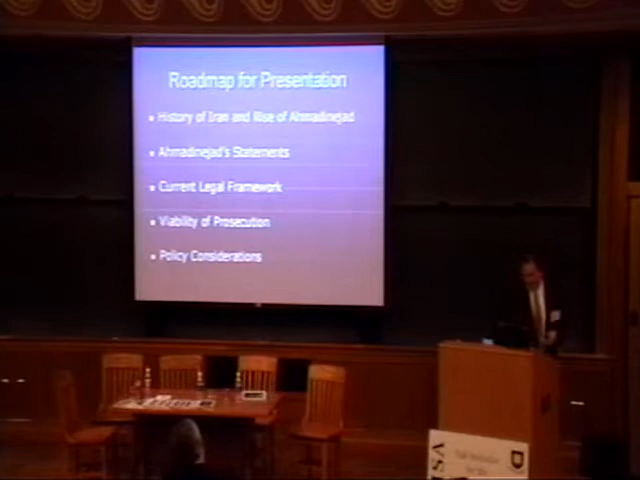 Roadmap for Presentation
History of Iran and Rise of Ahmadinejad
Ahmadinejad's Statements
Current Legal Framework
Viability of Prosecution
Policy Considerations
D